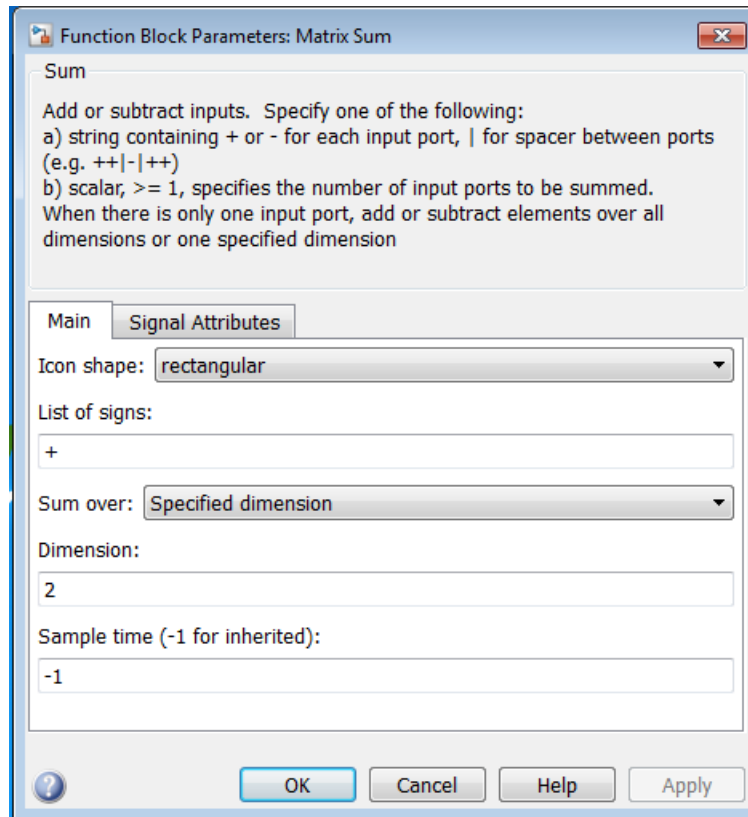 Function Block Parameters: Matrix Sum
Sum
Add or subtract inputs.  Specify one of the following:
a) string containing + or - for each input port, | for spacer between ports
(e.g. ++|-|++)
b) scalar, >= 1, specifies the number of input ports to be summed.
When there is only one input port, add or subtract elements over all
dimensions or one specified dimension
Main Signal Attributes
Icon shape: rectangular
List of signs:
+
Sum over: Specified dimension
Dimension:
2
Sample time (-1 for inherited):
-1
? OK Cancel Help Apply